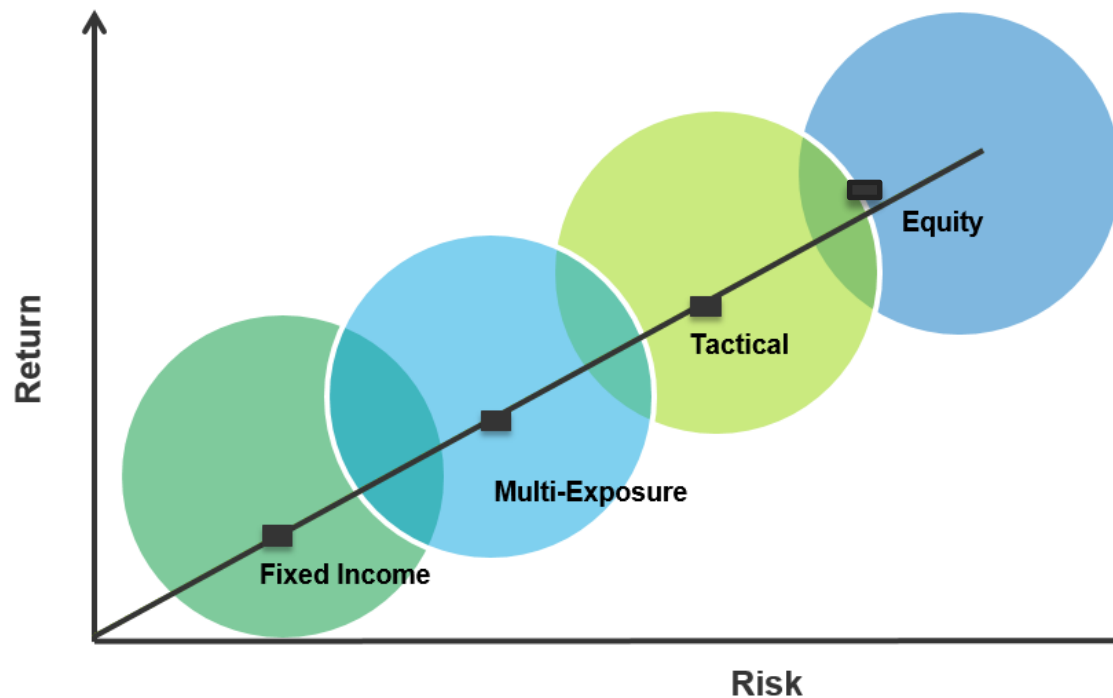 Return
Equity
Tactical
Multi-Exposure
Fixed Income
Risk